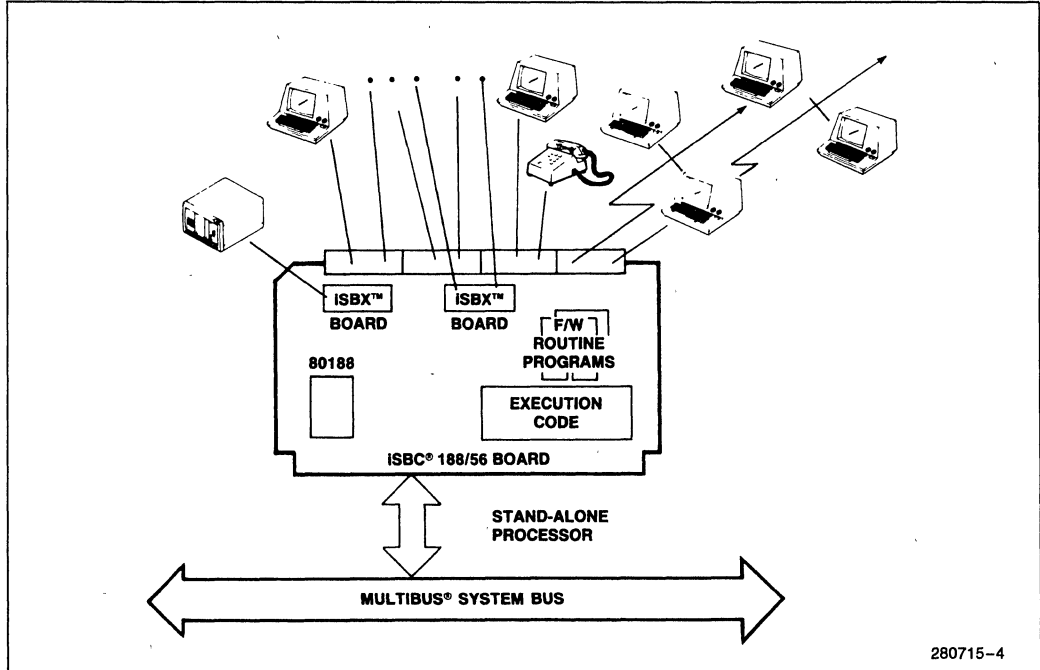 iSBX™
BOARD
iSBX™
BOARD
F/W
ROUTINE
PROGRAMS
80188
EXECUTION
CODE
iSBC® 188/56 BOARD
STAND-ALONE
PROCESSOR
MULTIBUS® SYSTEM BUS
280715–4